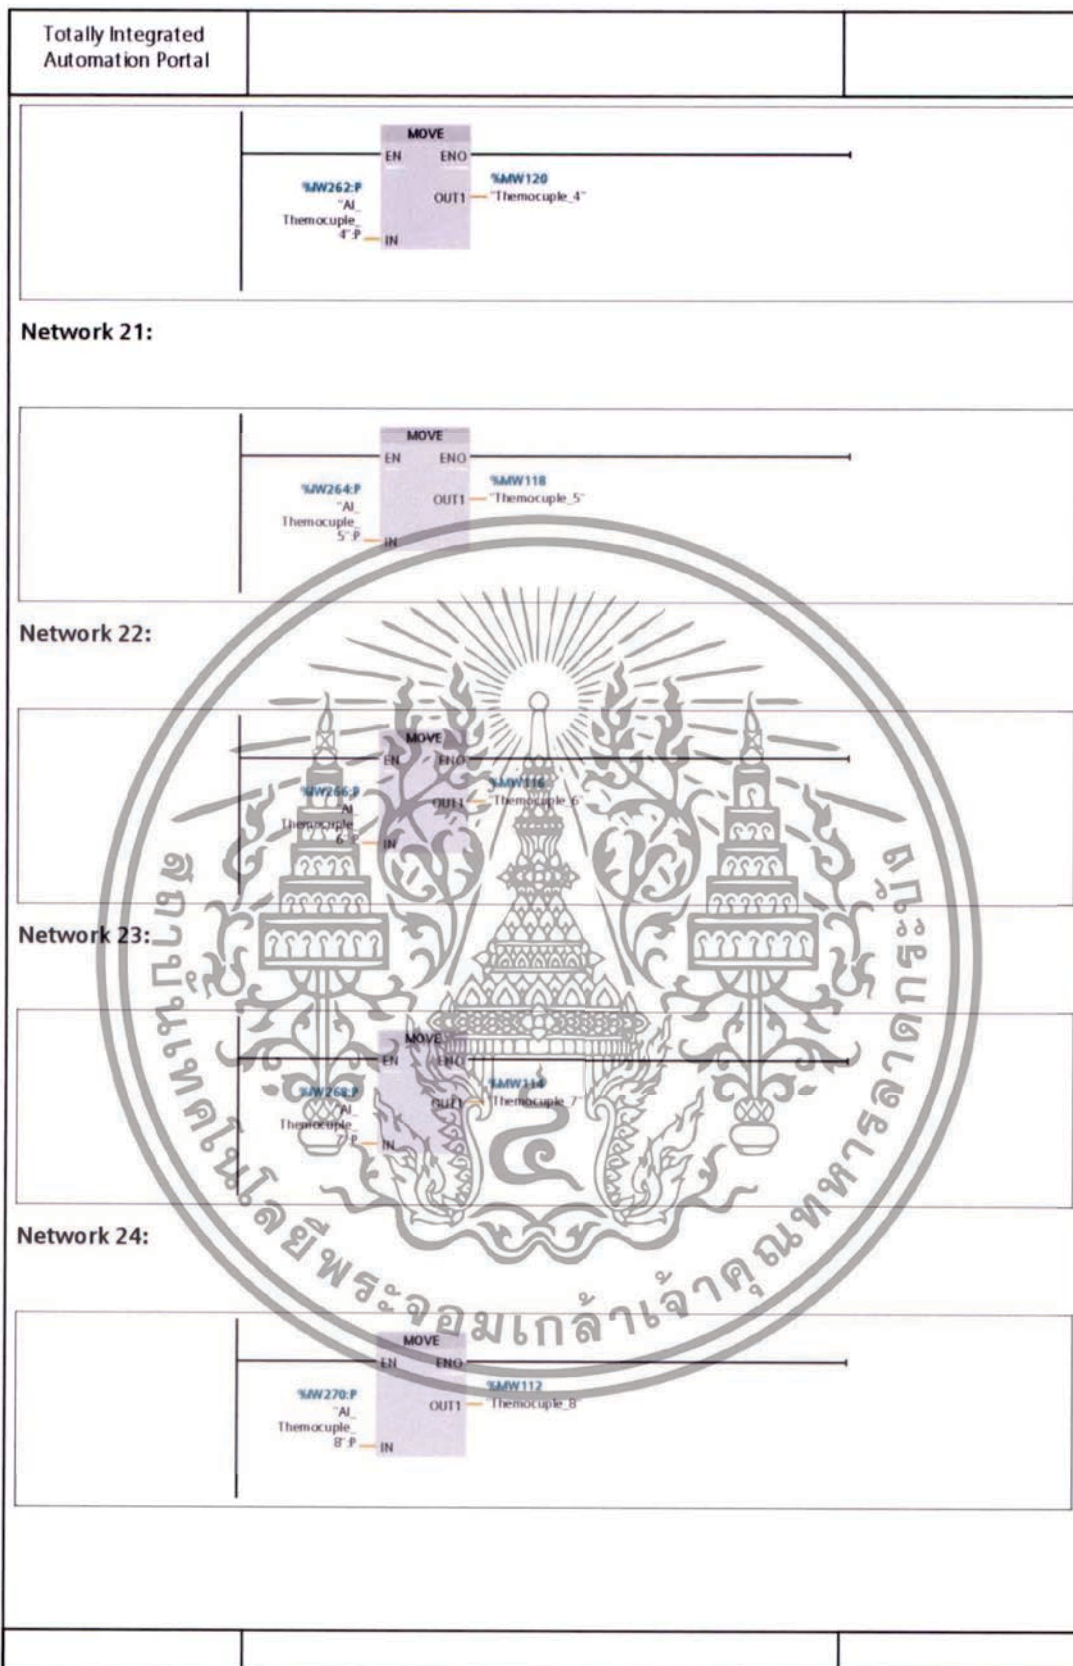 Totally Integrated
Automation Portal
MOVE
EN ENO
%IW262:P
"AI_
Themocuple_
4":P
IN
OUT1
%MW120
"Themocuple_4"
Network 21:
MOVE
EN ENO
%IW264:P
"AI_
Themocuple_
5":P
IN
OUT1
%MW118
"Themocuple_5"
Network 22:
MOVE
EN ENO
%IW266:P
"AI_
Themocuple_
6":P
IN
OUT1
%MW116
"Themocuple_6"
Network 23:
MOVE
EN ENO
%IW268:P
"AI_
Themocuple_
7":P
IN
OUT1
%MW114
"Themocuple_7"
Network 24:
MOVE
EN ENO
%IW270:P
"AI_
Themocuple_
8":P
IN
OUT1
%MW112
"Themocuple_8"
สถาบันเทคโนโลยีพระจอมเกล้าเจ้าคุณทหารลาดกระบัง
๔